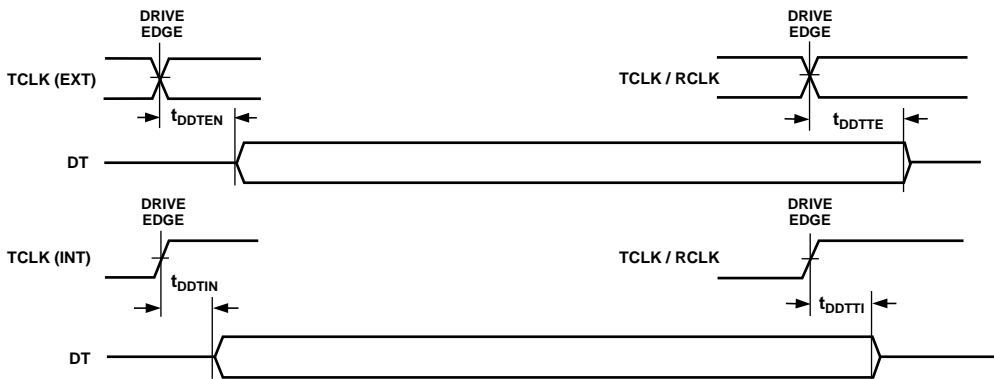 DRIVE
EDGE
DRIVE
EDGE
TCLK (EXT)
TCLK / RCLK
tDDTEN
tDDTTE
DT
DRIVE
EDGE
DRIVE
EDGE
TCLK (INT)
TCLK / RCLK
tDDTIN
tDDTTI
DT